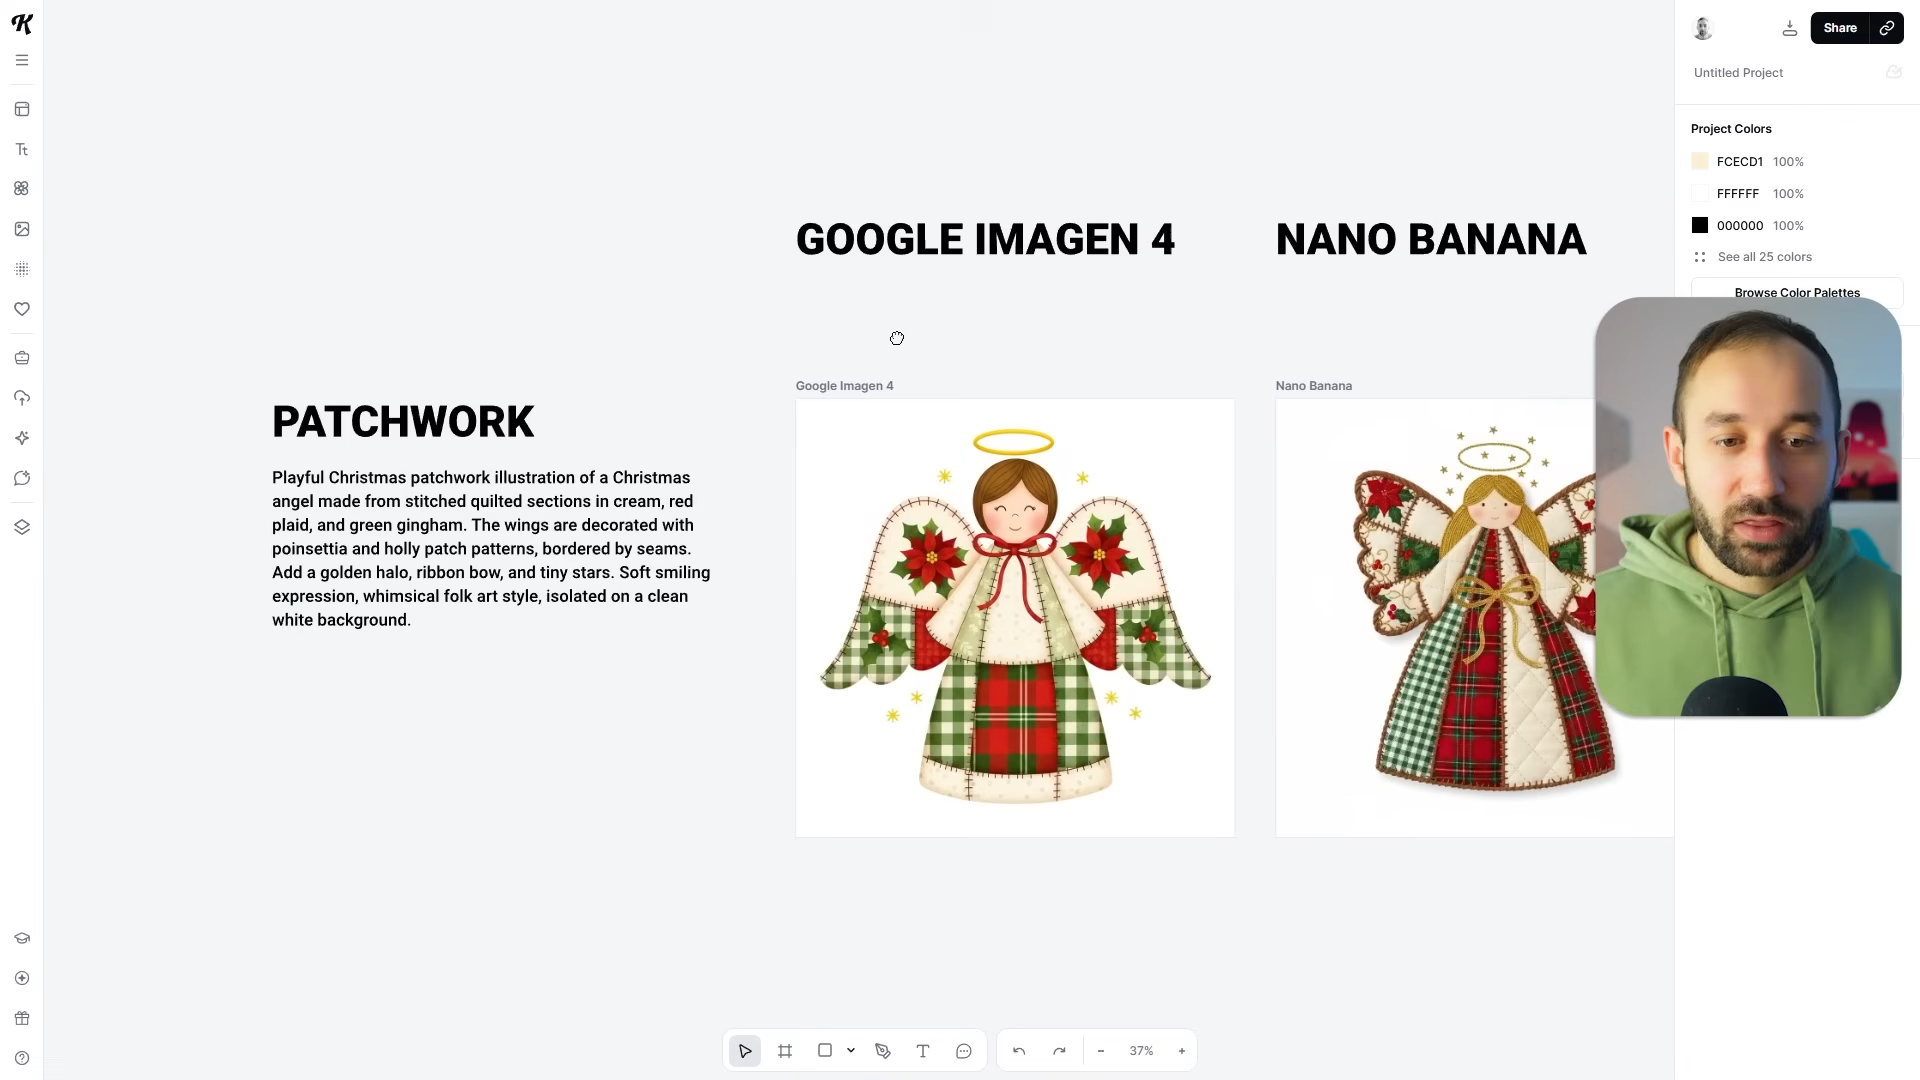 K
Share
Untitled Project
Tt
Project Colors
FCECD1 100%
FFFFFF 100%
000000 100%
See all 25 colors
Browse Color Palettes
GOOGLE IMAGEN 4
NANO BANANA
Google Imagen 4
Nano Banana
PATCHWORK
Playful Christmas patchwork illustration of a Christmas
angel made from stitched quilted sections in cream, red
plaid, and green gingham. The wings are decorated with
poinsettia and holly patch patterns, bordered by seams.
Add a golden halo, ribbon bow, and tiny stars. Soft smiling
expression, whimsical folk art style, isolated on a clean
white background.
37%